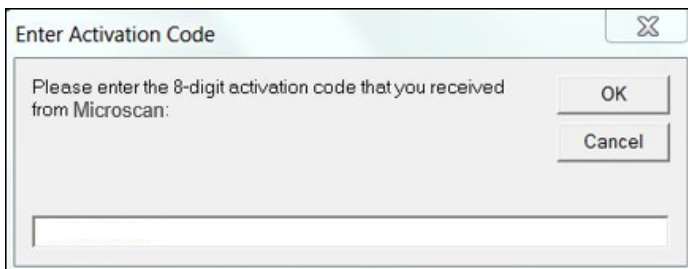 Enter Activation Code
Please enter the 8-digit activation code that you received
from Microscan:
OK
Cancel